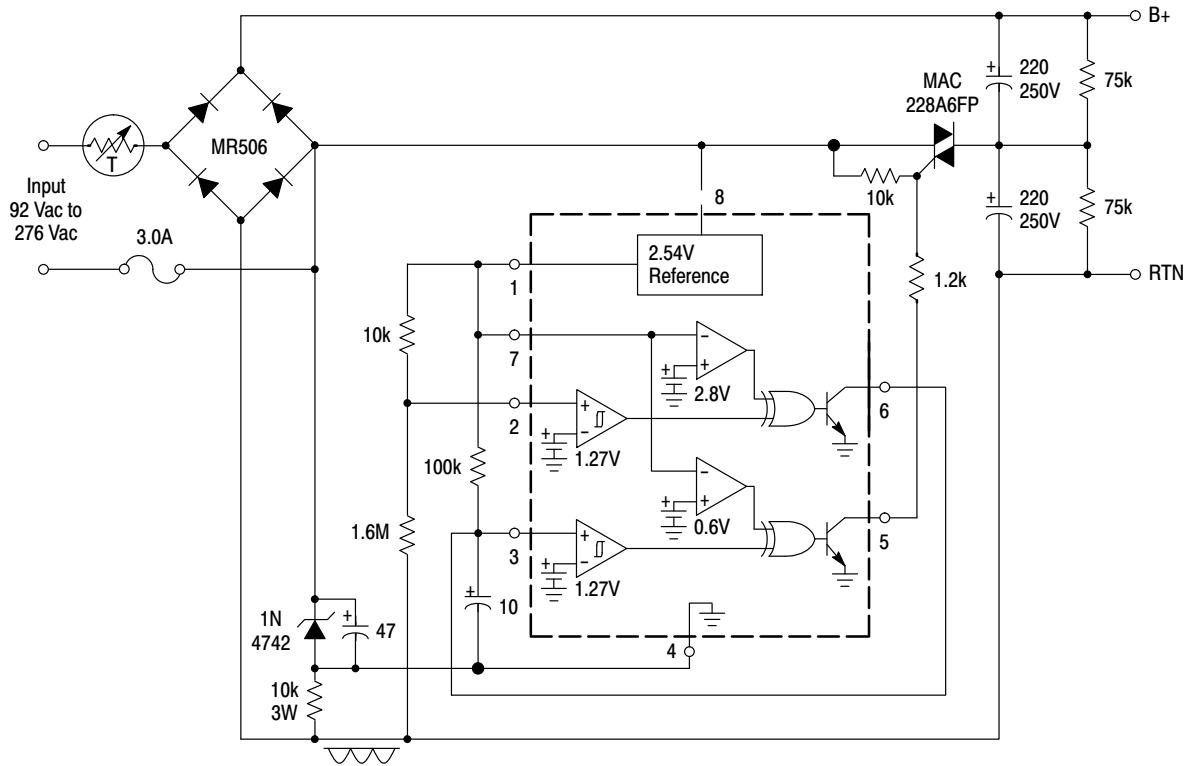 B+
220
250V
75k
MAC
228A6FP
MR506
T
Input
92 Vac to
276 Vac
3.0A
10k
8
220
250V
75k
2.54V
Reference
1
RTN
1.2k
10k
7
+
-
+
2.8V
6
2
+
-
+
1.27V
100k
-
+
+
0.6V
1.6M
3
+
-
+
1.27V
5
+
10
1N
4742
+
47
4
10k
3W